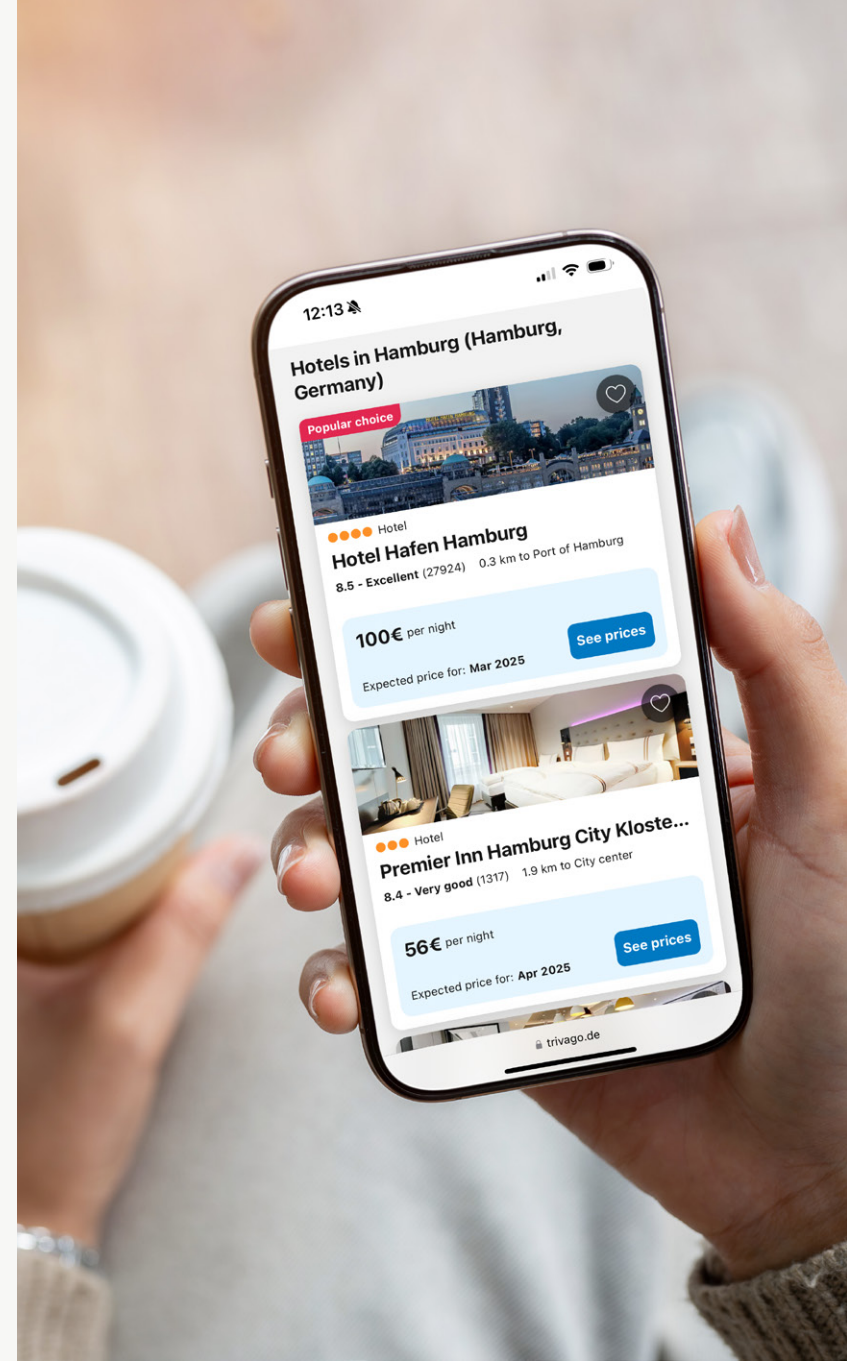 12:13
Hotels in Hamburg (Hamburg,
Germany)
Popular choice
Hotel
Hotel Hafen Hamburg
8.5 - Excellent (27924) 0.3 km to Port of Hamburg
100€ per night
See prices
Expected price for: Mar 2025
Hotel
Premier Inn Hamburg City Kloste...
8.4 - Very good (1317) 1.9 km to City center
56€ per night
See prices
Expected price for: Apr 2025
trivago.de